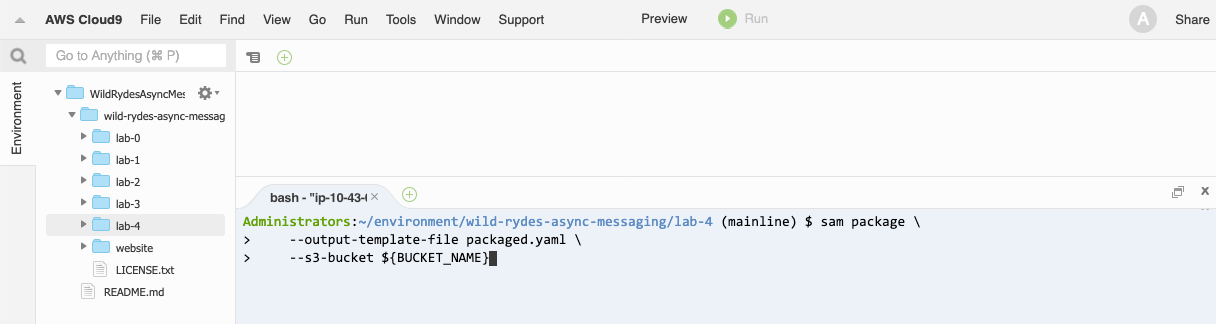 AWS Cloud9 File Edit Find View Go Run Tools Window Support Preview Run A Share
Go to Anything (⌘ P)
Environment
WildRydesAsyncMes
wild-rydes-async-messag
lab-0
lab-1
lab-2
lab-3
lab-4
website
LICENSE.txt
README.md
bash - "ip-10-43-
Administrators:~/environment/wild-rydes-async-messaging/lab-4 (mainline) $ sam package \
>     --output-template-file packaged.yaml \
>     --s3-bucket ${BUCKET_NAME}